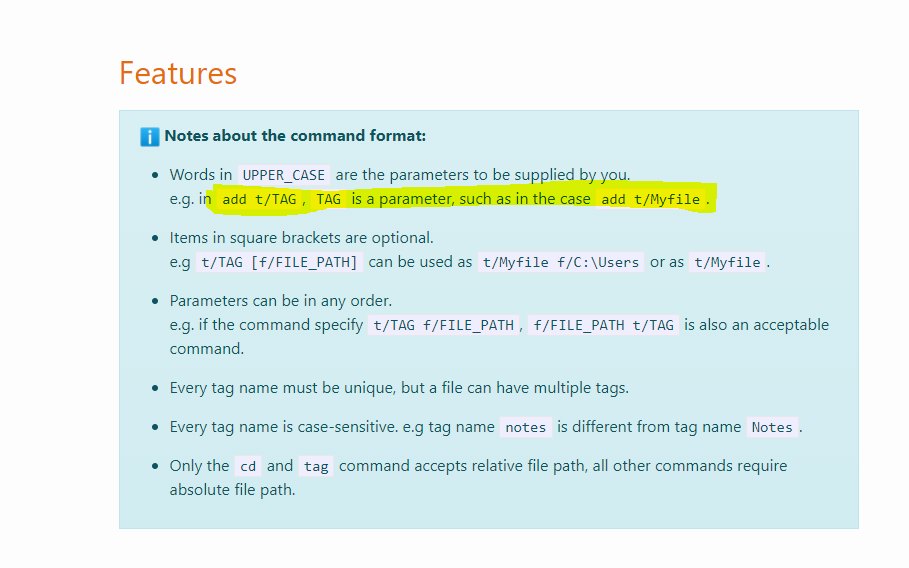 Features
Notes about the command format:
Words in UPPER_CASE are the parameters to be supplied by you.
e.g. in add t/TAG, TAG is a parameter, such as in the case add t/Myfile.
Items in square brackets are optional.
e.g t/TAG [f/FILE_PATH] can be used as t/Myfile f/C:\Users or as t/Myfile.
Parameters can be in any order.
e.g. if the command specify t/TAG f/FILE_PATH, f/FILE_PATH t/TAG is also an acceptable
command.
Every tag name must be unique, but a file can have multiple tags.
Every tag name is case-sensitive. e.g tag name notes is different from tag name Notes.
Only the cd and tag command accepts relative file path, all other commands require
absolute file path.